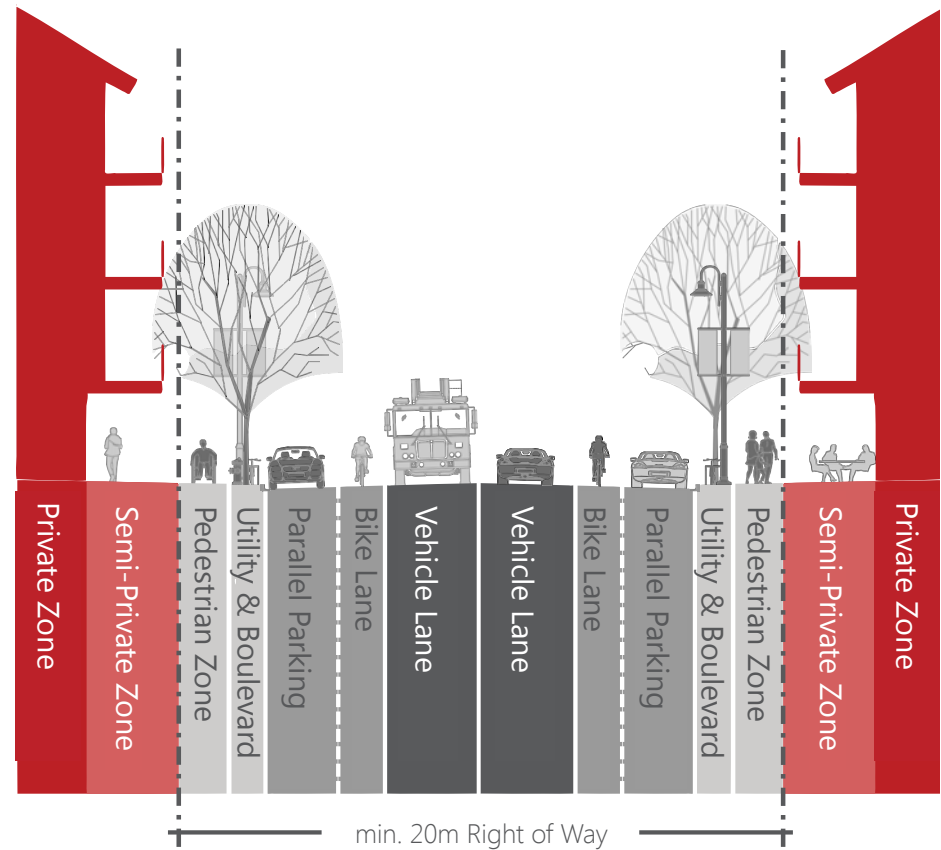 Private Zone
Semi-Private Zone
Pedestrian Zone
Utility & Boulevard
Parallel Parking
Bike Lane
Vehicle Lane
Vehicle Lane
Bike Lane
Parallel Parking
Utility & Boulevard
Pedestrian Zone
Semi-Private Zone
Private Zone
min. 20m Right of Way